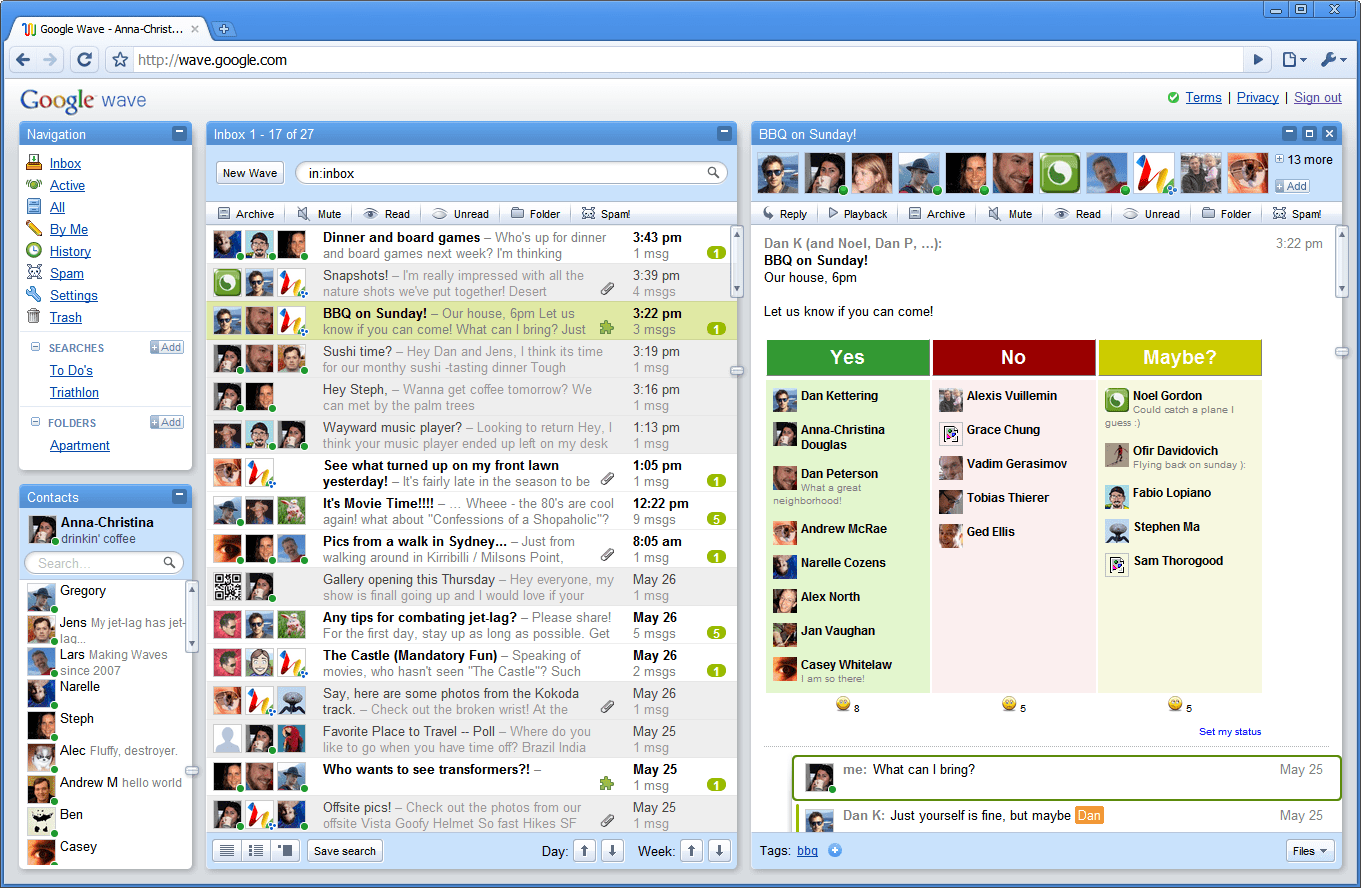 Google Wave - Anna-Christ...
http://wave.google.com
Google wave
Terms | Privacy | Sign out
Navigation
Inbox
Active
All
By Me
History
Spam
Settings
Trash
SEARCHES
Add
To Do's
Triathlon
FOLDERS
Add
Apartment
Contacts
Anna-Christina
drinkin' coffee
Search...
Gregory
Jens My jet-lag has jet-
lag...
Lars Making Waves
since 2007
Narelle
Steph
Alec Fluffy, destroyer.
Andrew M hello world
Ben
Casey
Inbox 1 - 17 of 27
New Wave
in:inbox
Archive Mute Read Unread Folder Spam!
Dinner and board games – Who's up for dinner 3:43 pm
and board games next week? I'm thinking 1 msg 1
Snapshots! – I'm really impressed with all the 3:39 pm
nature shots we've put together! Desert 4 msgs
BBQ on Sunday! – Our house, 6pm Let us 3:22 pm
know if you can come! What can I bring? Just 3 msgs 1
Sushi time? – Hey Dan and Jens, I think its time 3:19 pm
for our monthy sushi -tasting dinner Tough 1 msg
Hey Steph, – Wanna get coffee tomorrow? We 3:16 pm
can met by the palm trees 1 msg
Wayward music player? – Looking to return Hey, I 1:13 pm
think your music player ended up left on my desk 1 msg
See what turned up on my front lawn 1:05 pm
yesterday! – It's fairly late in the season to be 1 msg 1
It's Movie Time!!!! – ... Wheee - the 80's are cool 12:22 pm
again! what about "Confessions of a Shopaholic"? 9 msgs 5
Pics from a walk in Sydney... – Just from 8:05 am
walking around in Kirribilli / Milsons Point, 1 msg 1
Gallery opening this Thursday – Hey everyone, my May 26
show is finall going up and I would love if your 1 msg
Any tips for combating jet-lag? – Please share! May 26
For the first day, stay up as long as possible. Get 5 msgs 5
The Castle (Mandatory Fun) – Speaking of May 26
movies, who hasn't seen "The Castle"? Such 2 msgs 1
Say, here are some photos from the Kokoda May 26
track. – Check out the broken wrist! At the 1 msg
Favorite Place to Travel -- Poll – Where do you May 25
like to go when you have time off? Brazil India 1 msg
Who wants to see transformers?! – May 25
1 msg 1
Offsite pics! – Check out the photos from our May 25
offsite Vista Goofy Helmet So fast Hikes SF 1 msg
Save search
Day:
Week:
BBQ on Sunday!
13 more
Add
Reply Playback Archive Mute Read Unread Folder Spam!
Dan K (and Noel, Dan P, ...): 3:22 pm
BBQ on Sunday!
Our house, 6pm
Let us know if you can come!
Yes
Dan Kettering
Anna-Christina
Douglas
Dan Peterson
What a great
neighborhood!
Andrew McRae
Narelle Cozens
Alex North
Jan Vaughan
Casey Whitelaw
I am so there!
8
No
Alexis Vuillemin
Grace Chung
Vadim Gerasimov
Tobias Thierer
Ged Ellis
5
Maybe?
Noel Gordon
Could catch a plane I
guess :)
Ofir Davidovich
Flying back on sunday ):
Fabio Lopiano
Stephen Ma
Sam Thorogood
5
Set my status
me: What can I bring? May 25
Dan K: Just yourself is fine, but maybe Dan May 25
Tags: bbq
Files